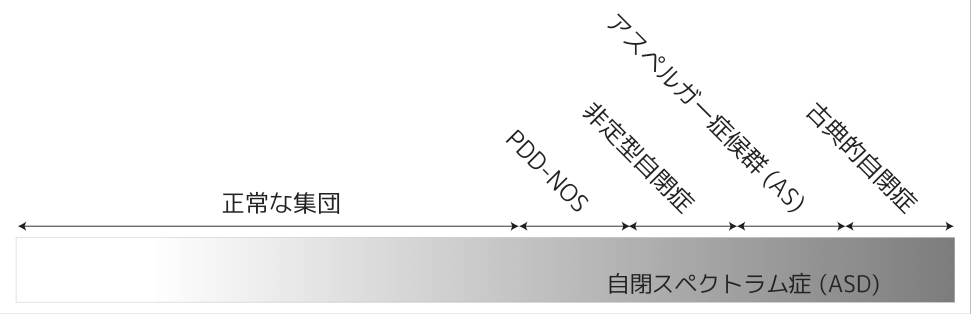 アスペルガー症候群 (AS)
非定型自閉症
古典的自閉症
PDD-NOS
正常な集団
自閉スペクトラム症 (ASD)